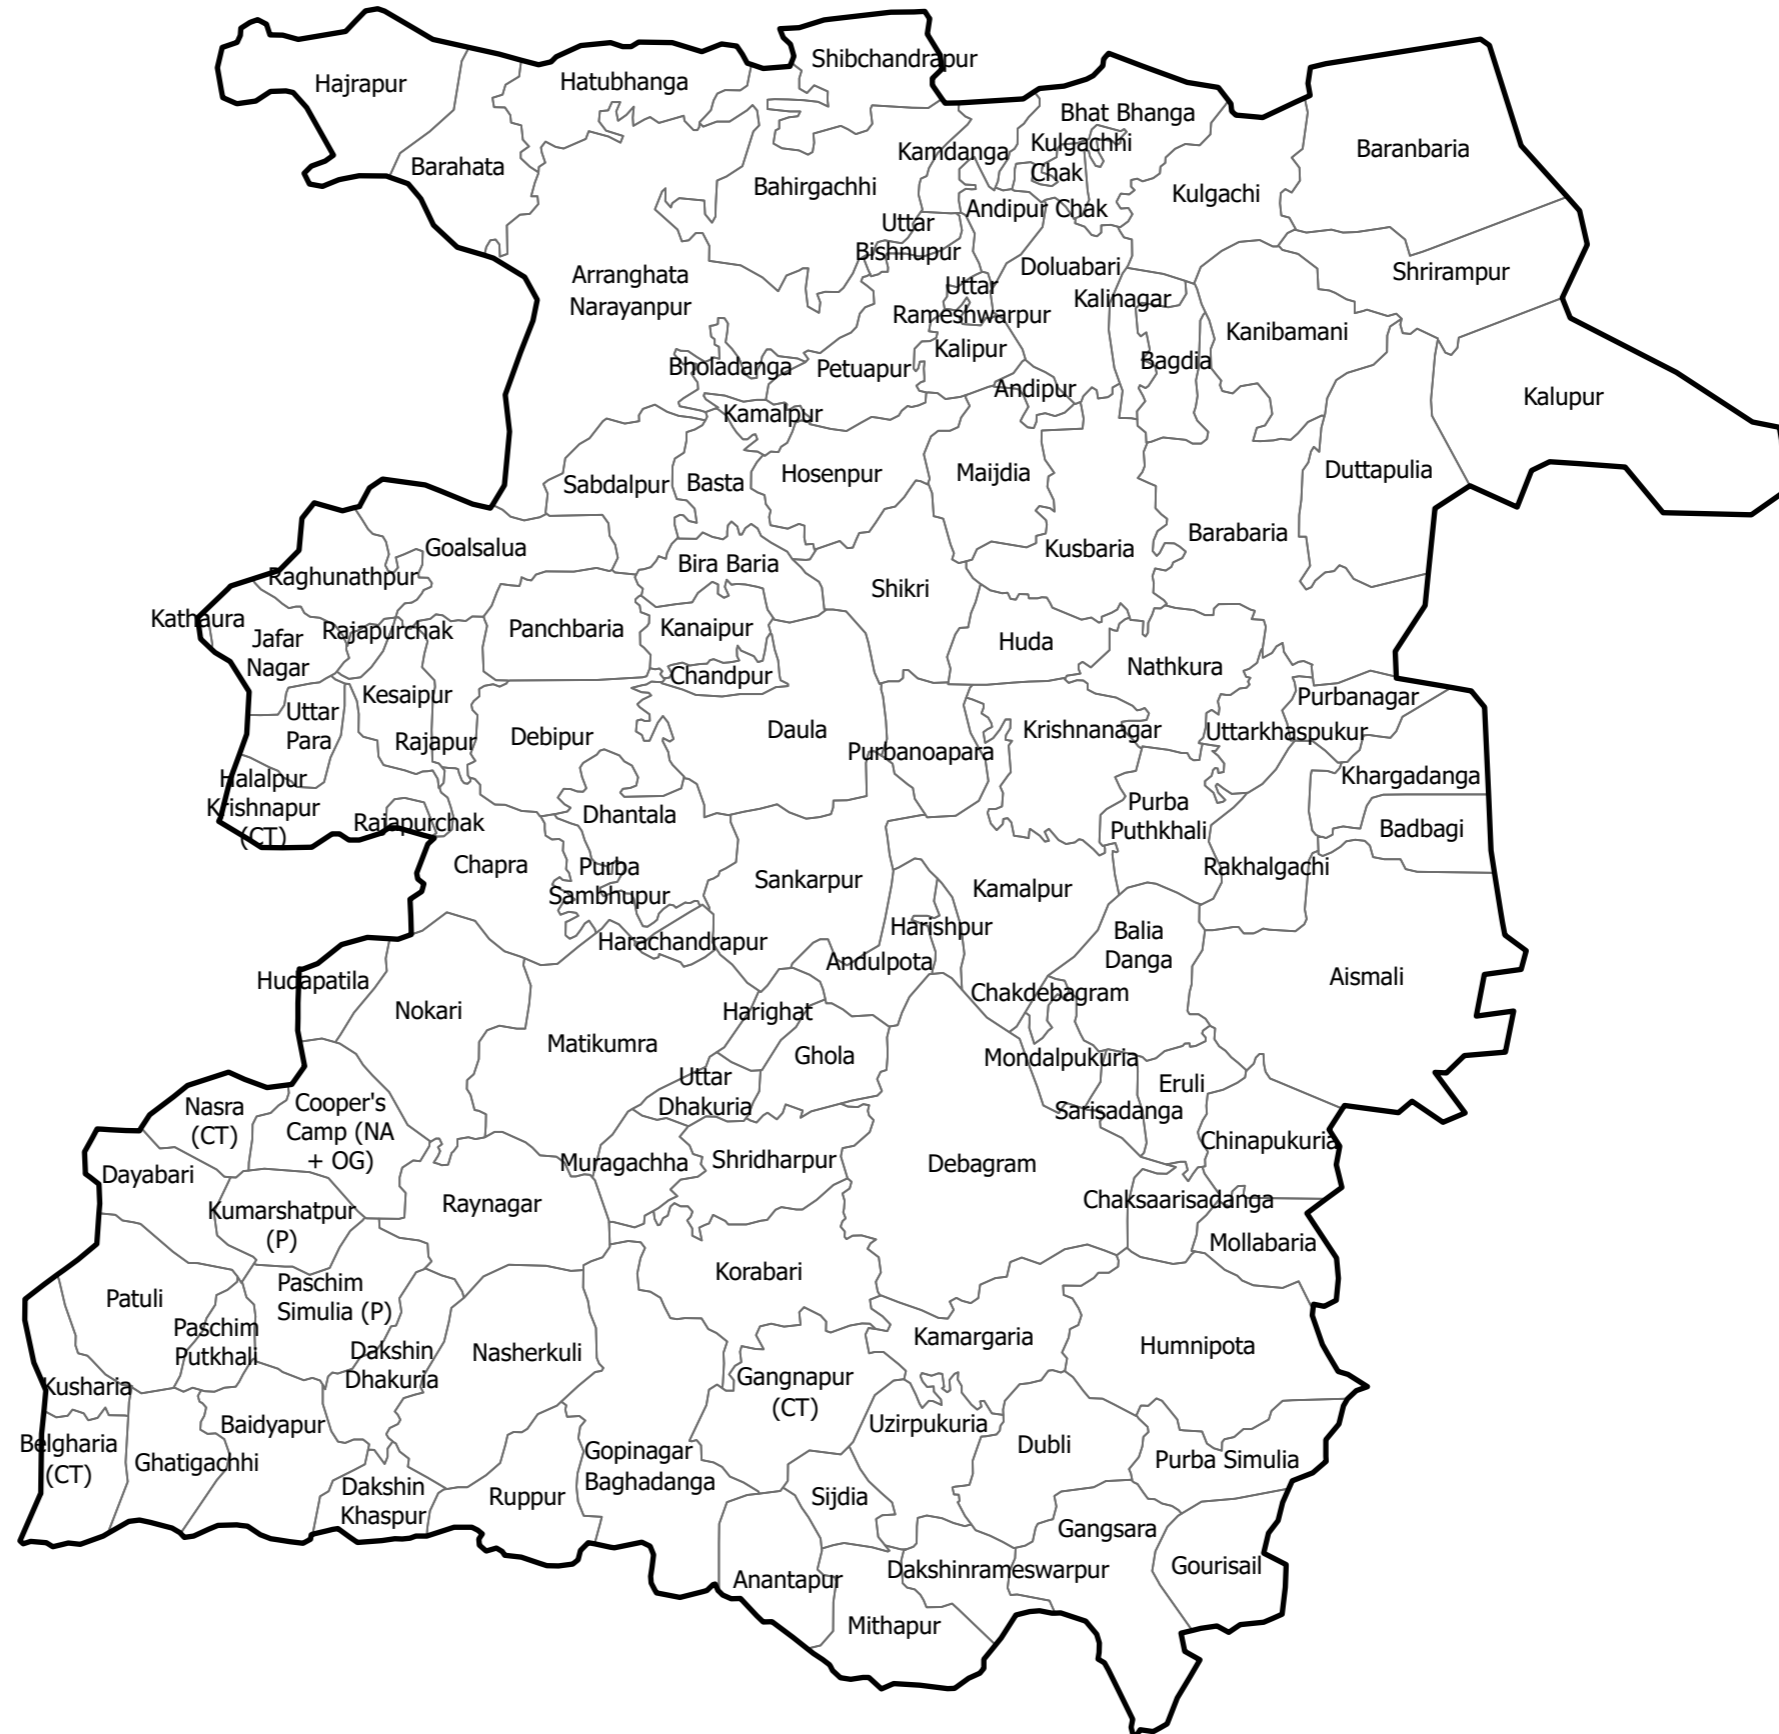 Shibchandrapur
Hajrapur
Hatubhanga
Bhat Bhanga
Kulgachhi
Chak
Baranbaria
Kamdanga
Barahata
Bahirgachhi
Kulgachi
Andipur Chak
Uttar
Bishnupur
Doluabari
Shrirampur
Arranghata
Narayanpur
Uttar
Rameshwarpur
Kalinagar
Kanibamani
Kalipur
Bagdia
Bholadanga
Petuapur
Andipur
Kalupur
Kamalpur
Duttapulia
Maijdia
Hosenpur
Basta
Sabdalpur
Barabaria
Kusbaria
Goalsalua
Bira Baria
Raghunathpur
Shikri
Kathaura
Jafar
Nagar
Rajapurchak
Panchbaria
Kanaipur
Huda
Nathkura
Chandpur
Kesaipur
Purbanagar
Uttar
Para
Rajapur
Debipur
Daula
Purbanoapara
Krishnanagar
Uttarkhaspukur
Halalpur
Krishnapur
(CT)
Khargadanga
Purba
Puthkhali
Dhantala
Rajapurchak
Badbagi
Chapra
Purba
Sambhupur
Sankarpur
Kamalpur
Rakhalgachi
Harishpur
Balia
Danga
Harachandrapur
Andulpota
Aismali
Hudapatila
Chakdebagram
Nokari
Harighat
Matikumra
Ghola
Mondalpukuria
Uttar
Dhakuria
Eruli
Sarisadanga
Nasra
(CT)
Cooper's
Camp (NA
+ OG)
Chinapukuria
Dayabari
Muragachha
Shridharpur
Debagram
Raynagar
Chaksaarisadanga
Kumarshatpur
(P)
Mollabaria
Korabari
Paschim
Simulia (P)
Patuli
Paschim
Putkhali
Kamargaria
Humnipota
Dakshin
Dhakuria
Nasherkuli
Gangnapur
(CT)
Kusharia
Baidyapur
Uzirpukuria
Belgharia
(CT)
Ghatigachhi
Gopinagar
Baghadanga
Dubli
Purba Simulia
Dakshin
Khaspur
Ruppur
Sijdia
Gangsara
Anantapur
Dakshinrameswarpur
Gourisail
Mithapur